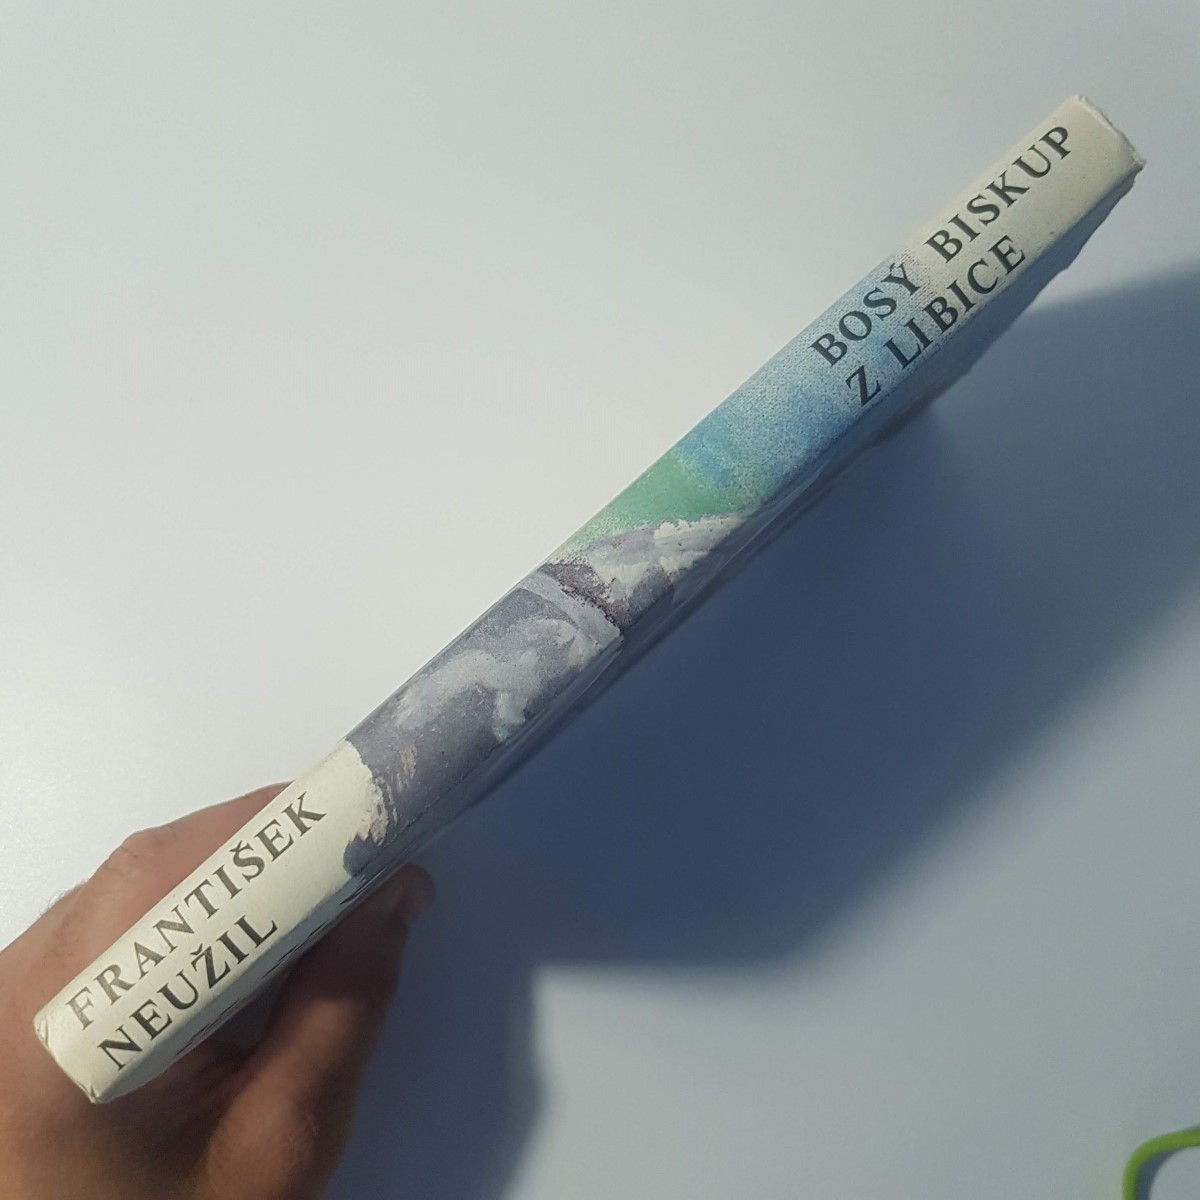 FRANTIŠEK
NEUŽIL
BOSÝ BISKUP
Z LIBICE